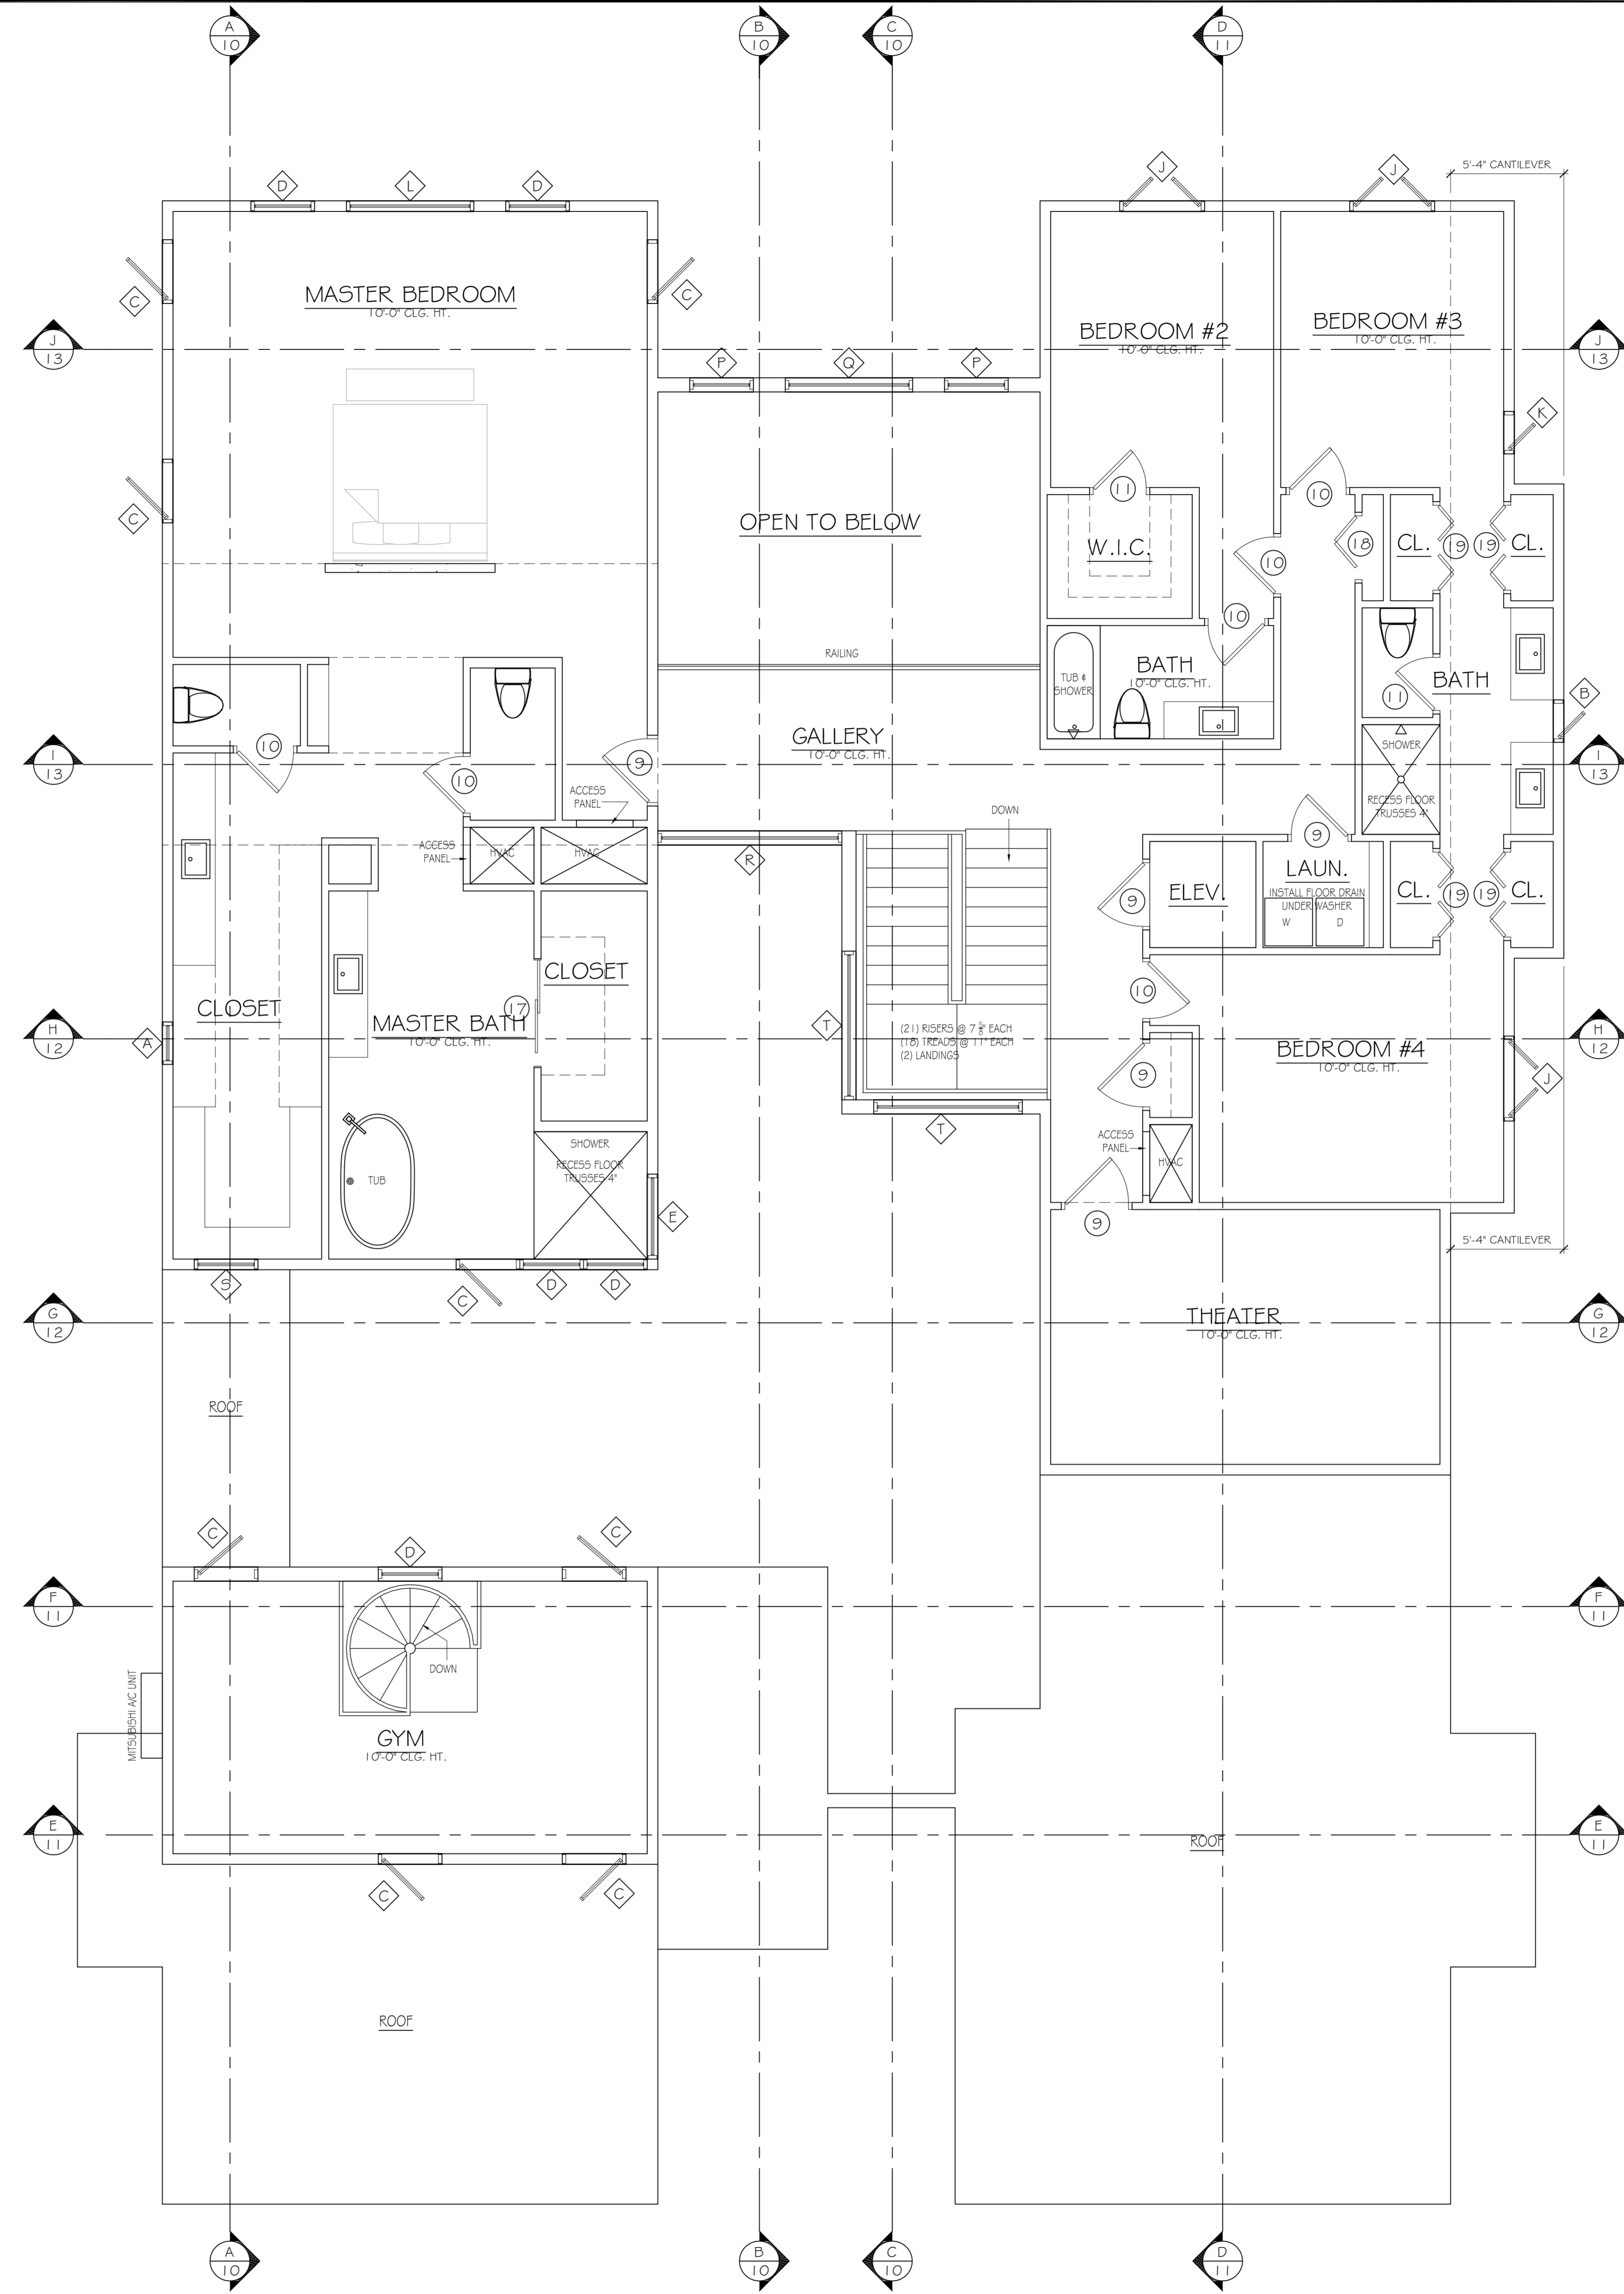 A
10
B
10
C
10
D
11
5'-4" CANTILEVER
D
L
D
J
J
C
MASTER BEDROOM
10'-0" CLG. HT.
C
BEDROOM #2
10'-0" CLG. HT.
BEDROOM #3
10'-0" CLG. HT.
J
13
J
13
P
Q
P
K
C
11
10
OPEN TO BELOW
W.I.C.
10
18
CL.
19
19
CL.
10
RAILING
TUB &
SHOWER
BATH
10'-0" CLG. HT.
BATH
11
B
10
GALLERY
10'-0" CLG. HT.
SHOWER
I
13
9
I
13
10
ACCESS
PANEL
RECESS FLOOR
TRUSSES 4"
DOWN
9
ACCESS
PANEL
HVAC
HVAC
R
ELEV.
9
LAUN.
INSTALL FLOOR DRAIN
UNDER WASHER
W
D
CL.
19
19
CL.
CLOSET
10
CLOSET
17
MASTER BATH
10'-0" CLG. HT.
T
(21) RISERS @ 7 EACH
(18) TREADS @ 11" EACH
(2) LANDINGS
H
12
A
BEDROOM #4
10'-0" CLG. HT.
H
12
9
J
T
SHOWER
RECESS FLOOR
TRUSSES 4"
TUB
ACCESS
PANEL
HVAC
E
9
5'-4" CANTILEVER
S
C
D
D
G
12
THEATER
10'-0" CLG. HT.
G
12
ROOF
C
D
C
F
11
F
11
DOWN
MITSUBISHI A/C UNIT
GYM
10'-0" CLG. HT.
E
11
ROOF
E
11
C
C
ROOF
A
10
B
10
C
10
D
11